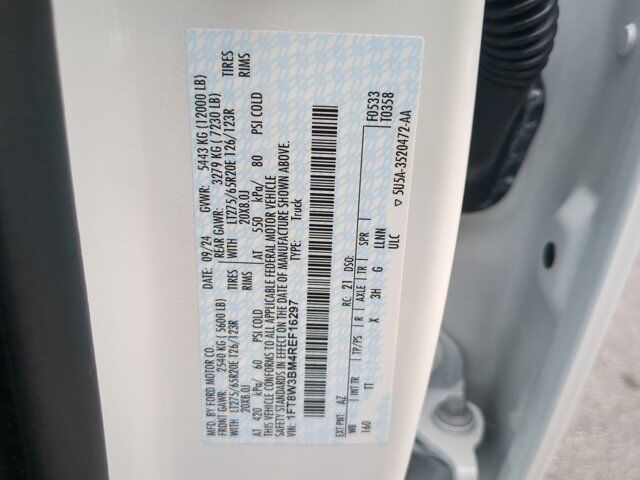 MFD. BY FORD MOTOR CO. 09/24 GVWR: 5443 KG (12000 LB)
FRONT GAWR: 2540 KG ( 5600 LB) REAR GAWR: 3279 KG ( 7230 LB)
WITH LT275/65R20E 126/123R TIRES WITH LT275/65R20E 126/123R TIRES
20X8.0J RIMS 20X8.0J RIMS
AT 420 kPa/ 60 PSI COLD AT 550 kPa/ 80 PSI COLD
THIS VEHICLE CONFORMS TO ALL APPLICABLE FEDERAL MOTOR VEHICLE
SAFETY STANDARDS IN EFFECT ON THE DATE OF MANUFACTURE SHOWN ABOVE.
VIN: 1FT8W3BM4REF16297 TYPE: Truck
F0533
T0358
EXT PNT: AZ RC: 21 DSO:
WB INT TR TP/PS R AXLE TR SPR
160 TT X 3H G LLNN
ULC
5U5A-3520472-AA